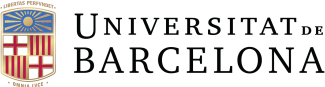 LIBERTAS PERFUNDET
OMNIA LUCE
UNIVERSITAT DE
BARCELONA